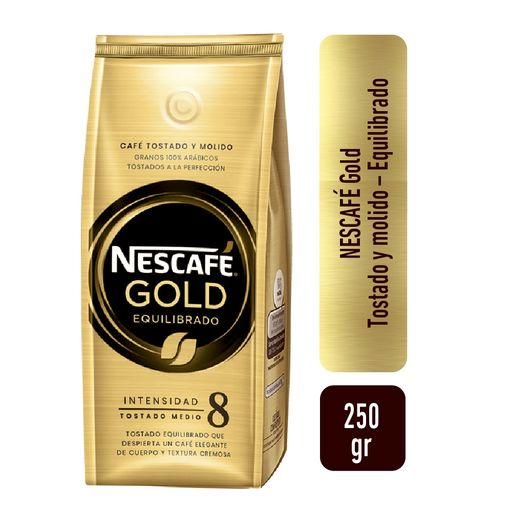 CAFÉ TOSTADO Y MOLIDO
GRANOS 100% ARÁBICOS
TOSTADOS A LA PERFECCIÓN
NESCAFÉ
GOLD
EQUILIBRADO
INTENSIDAD 8
TOSTADO MEDIO
TOSTADO EQUILIBRADO QUE
DESPIERTA UN CAFÉ ELEGANTE
DE CUERPO Y TEXTURA CREMOSA
NESCAFÉ Gold
Tostado y molido – Equilibrado
250
gr